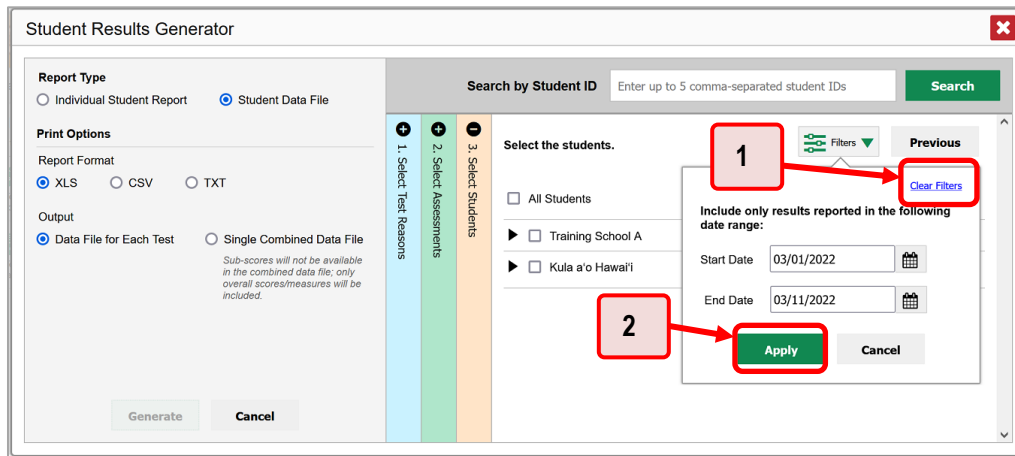 Student Results Generator
Report Type
Individual Student Report
Student Data File
Print Options
Report Format
XLS
CSV
TXT
Output
Data File for Each Test
Single Combined Data File
Sub-scores will not be available
in the combined data file; only
overall scores/measures will be
included.
Generate
Cancel
Search by Student ID
Enter up to 5 comma-separated student IDs
Search
1. Select Test Reasons
2. Select Assessments
3. Select Students
Select the students.
Filters
Previous
1
Clear Filters
All Students
Training School A
Kula aʻo Hawaiʻi
Include only results reported in the following
date range:
Start Date
03/01/2022
End Date
03/11/2022
2
Apply
Cancel